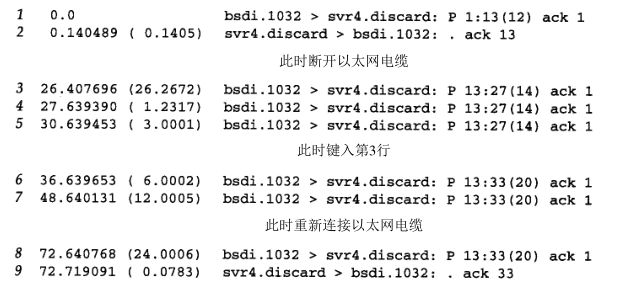 1 0.0 bsdi.1032 > svr4.discard: P 1:13(12) ack 1
2 0.140489 ( 0.1405) svr4.discard > bsdi.1032: . ack 13
此时断开以太网电缆
3 26.407696 (26.2672) bsdi.1032 > svr4.discard: P 13:27(14) ack 1
4 27.639390 ( 1.2317) bsdi.1032 > svr4.discard: P 13:27(14) ack 1
5 30.639453 ( 3.0001) bsdi.1032 > svr4.discard: P 13:27(14) ack 1
此时键入第3行
6 36.639653 ( 6.0002) bsdi.1032 > svr4.discard: P 13:33(20) ack 1
7 48.640131 (12.0005) bsdi.1032 > svr4.discard: P 13:33(20) ack 1
此时重新连接以太网电缆
8 72.640768 (24.0006) bsdi.1032 > svr4.discard: P 13:33(20) ack 1
9 72.719091 ( 0.0783) svr4.discard > bsdi.1032: . ack 33